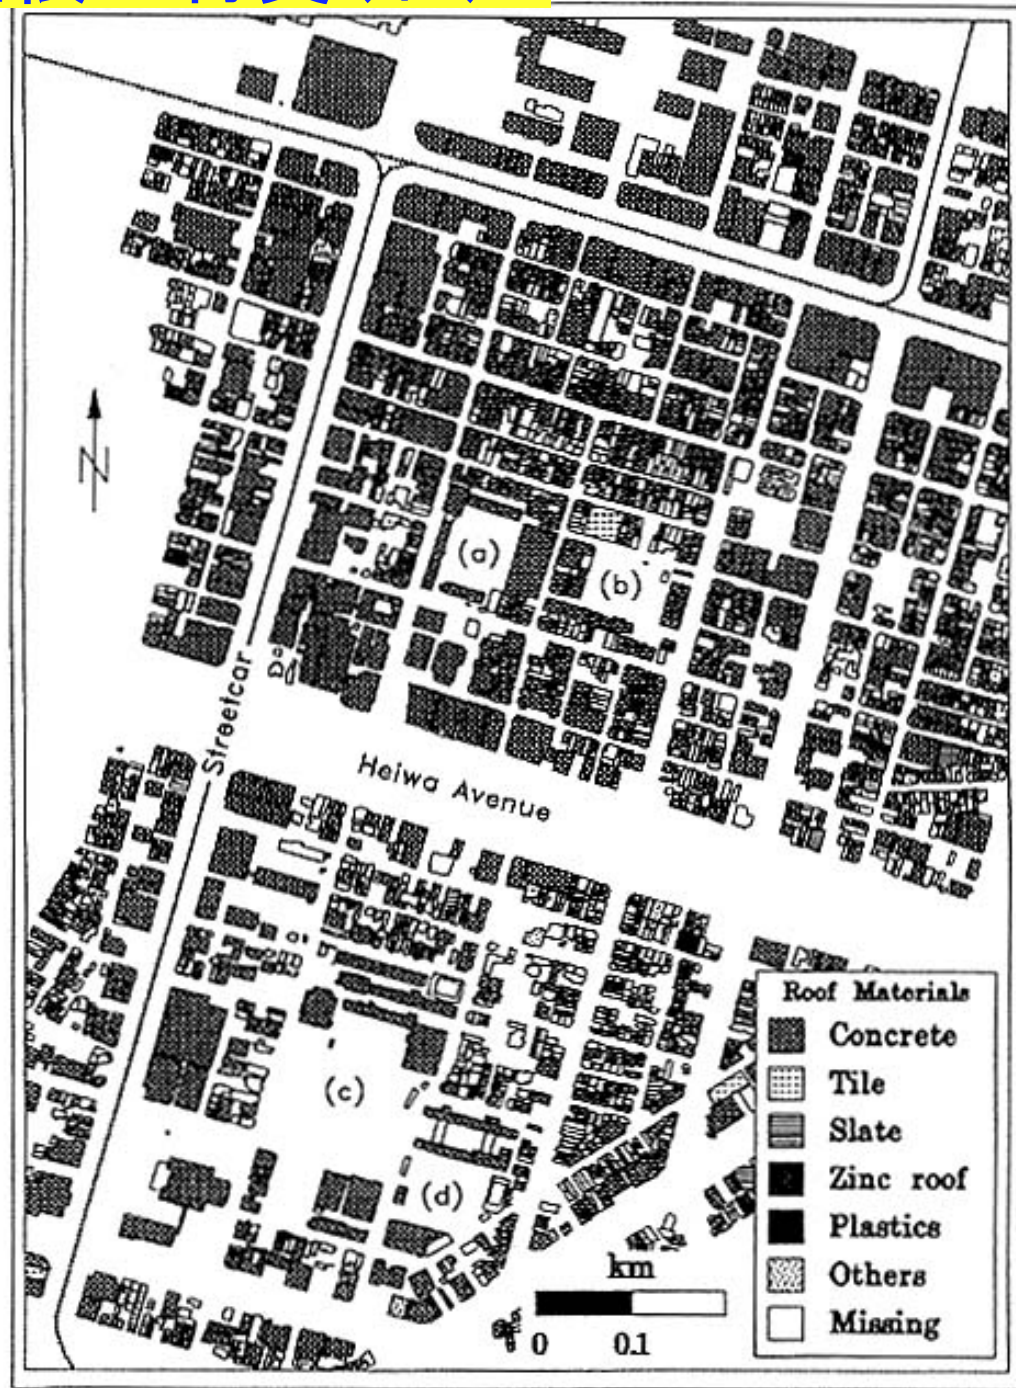 N
(a)
(b)
Streetcar
Heiwa Avenue
(c)
(d)
Roof Materials
Concrete
Tile
Slate
Zinc roof
Plastics
Others
Missing
km
0 0.1